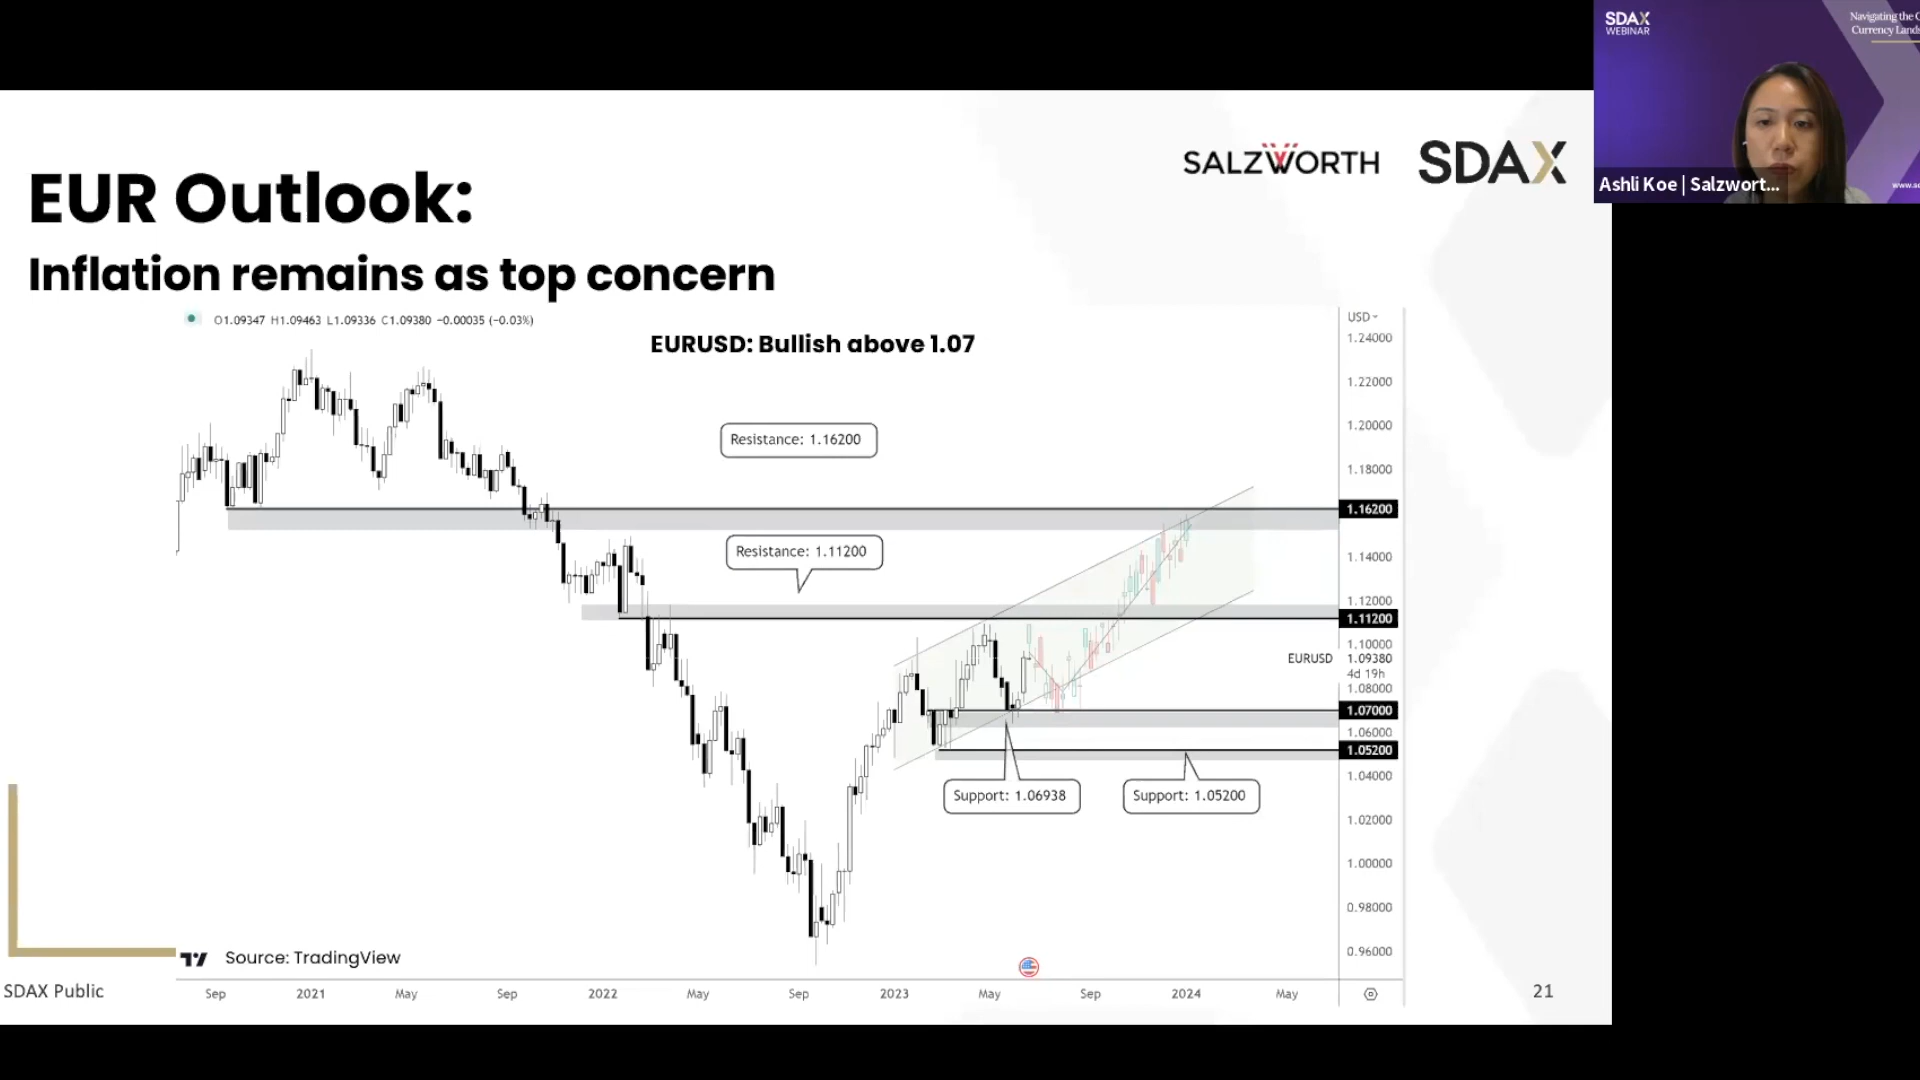 SDAX
WEBINAR
Navigating the
Currency
Ashli Koe | Salzwort...
SALZWORTH
SDAX
EUR Outlook:
Inflation remains as top concern
O1.09347 H1.09463 L1.09336 C1.09380 −0.00035 (−0.03%)
EURUSD: Bullish above 1.07
USD
1.24000
1.22000
1.20000
1.18000
1.16200
1.14000
1.12000
1.11200
1.10000
EURUSD 1.09380
4d 19h
1.08000
1.07000
1.06000
1.05200
1.04000
1.02000
1.00000
0.98000
0.96000
Resistance: 1.16200
Resistance: 1.11200
Support: 1.06938
Support: 1.05200
Source: TradingView
Sep 2021 May Sep 2022 May Sep 2023 May Sep 2024 May
SDAX Public
21